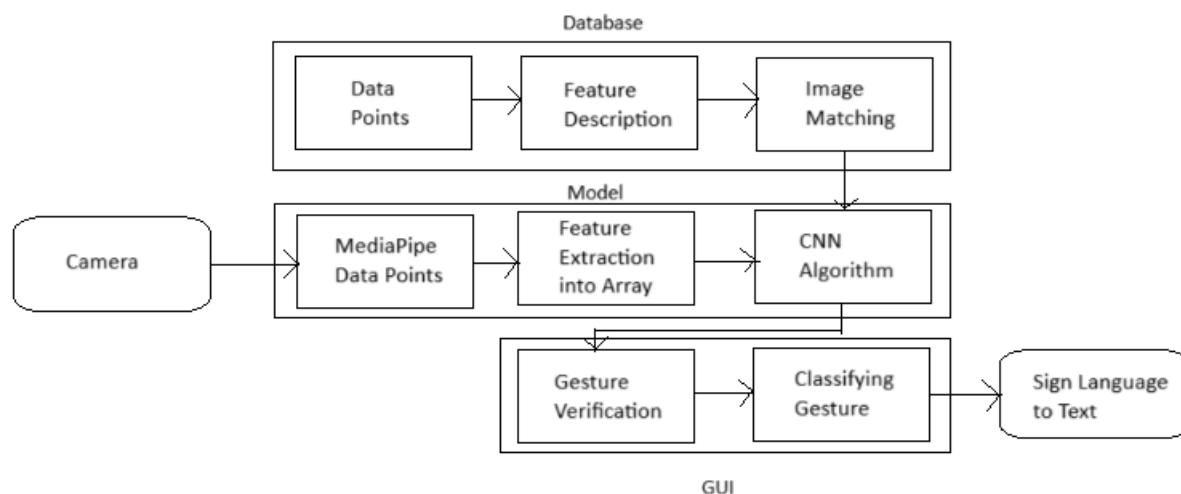 Database
Data
Points
Feature
Description
Image
Matching
Model
Camera
MediaPipe
Data Points
Feature
Extraction
into Array
CNN
Algorithm
Gesture
Verification
Classifying
Gesture
Sign Language
to Text
GUI